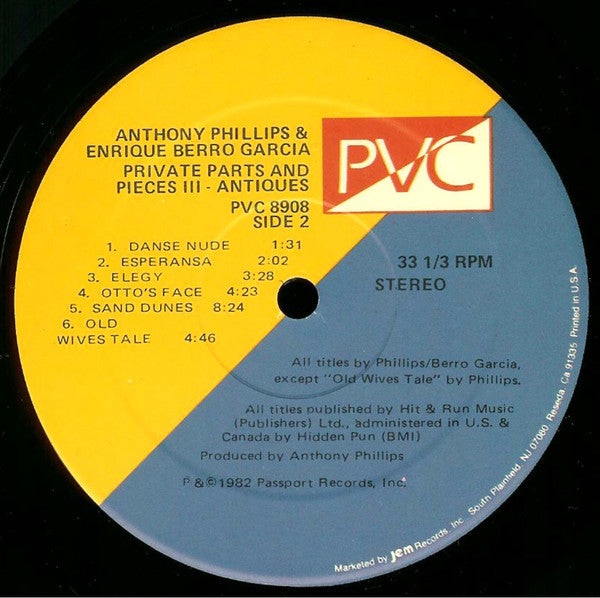 ANTHONY PHILLIPS &
ENRIQUE BERRO GARCIA
PRIVATE PARTS AND
PIECES III - ANTIQUES
PVC 8908
SIDE 2
PVC
1. DANSE NUDE 1:31
2. ESPERANSA 2:02
3. ELEGY 3:28
4. OTTO'S FACE 4:23
5. SAND DUNES 8:24
6. OLD
WIVES TALE 4:46
33 1/3 RPM
STEREO
All titles by Phillips/Berro Garcia,
except "Old Wives Tale" by Phillips.
All titles published by Hit & Run Music
(Publishers) Ltd., administered in U.S. &
Canada by Hidden Pun (BMI)
Produced by Anthony Phillips
P &©1982 Passport Records, Inc.
Marketed by jem Records, Inc. South Plainfield, NJ 07080, Reseda, Ca 91335 Printed in U.S.A.